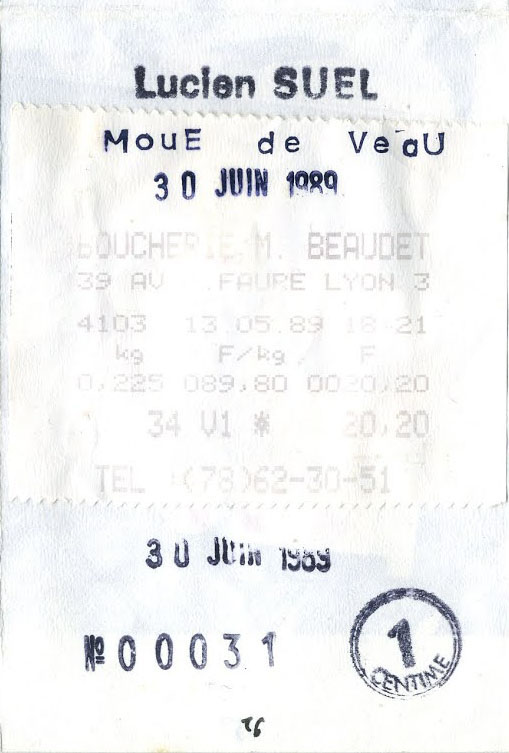 Lucien SUEL
MouE de VeaU
30 JUIN 1989
BOUCHERIE M. BEAUDET
39 AV . FAURE LYON 3
4103 13.05.89 18 21
kg F/kg F
0,225 089,80 0020,20
34 V1 * 20,20
TEL (78)62-30-51
30 JUIN 1989
Nº 00031
1
CENTIME